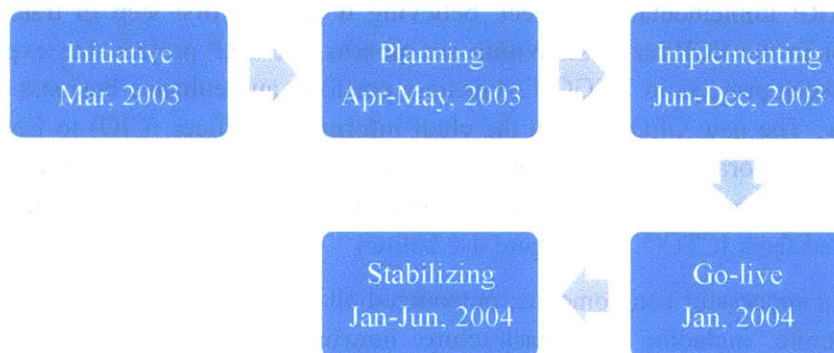 Initiative
Mar, 2003
Planning
Apr-May, 2003
Implementing
Jun-Dec, 2003
Go-live
Jan, 2004
Stabilizing
Jan-Jun, 2004